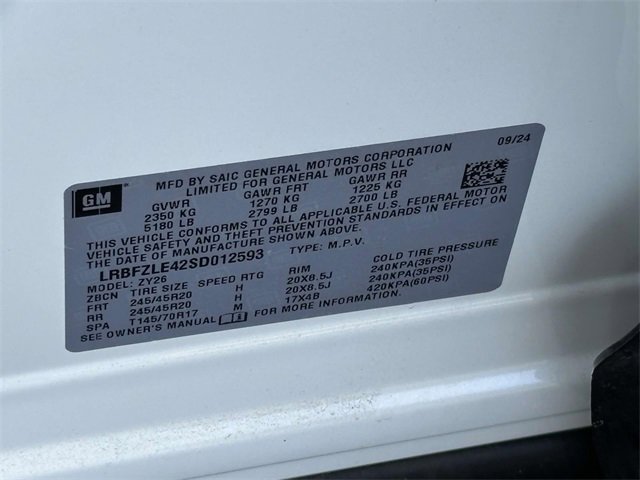 GM
MFD BY SAIC GENERAL MOTORS CORPORATION 09/24
LIMITED FOR GENERAL MOTORS LLC
GVWR GAWR FRT GAWR RR
2350 KG 1270 KG 1225 KG
5180 LB 2799 LB 2700 LB
THIS VEHICLE CONFORMS TO ALL APPLICABLE U.S. FEDERAL MOTOR
VEHICLE SAFETY AND THEFT PREVENTION STANDARDS IN EFFECT ON
THE DATE OF MANUFACTURE SHOWN ABOVE.
LRBFZLE42SD012593 TYPE: M.P.V.
MODEL: ZY26
ZBCN TIRE SIZE SPEED RTG RIM COLD TIRE PRESSURE
FRT 245/45R20 H 20X8.5J 240KPA(35PSI)
RR 245/45R20 H 20X8.5J 240KPA(35PSI)
SPA T145/70R17 M 17X4B 420KPA(60PSI)
SEE OWNER'S MANUAL FOR MORE INFORMATION